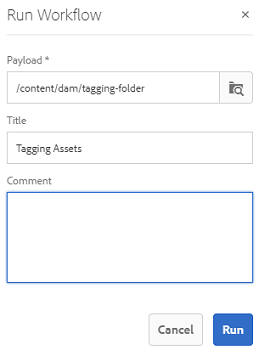 Run Workflow ×
Payload *
/content/dam/tagging-folder
Title
Tagging Assets
Comment
Cancel Run